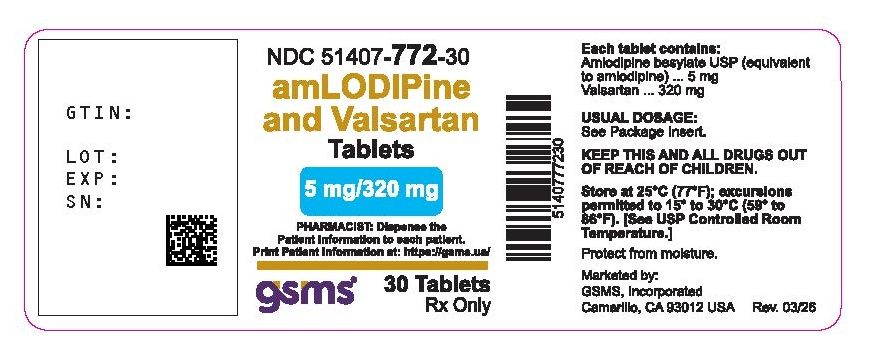 GTIN:
LOT:
EXP:
SN:
NDC 51407-772-30
amLODIPine
and Valsartan
Tablets
5 mg/320 mg
PHARMACIST: Dispense the
Patient Information to each patient.
Print Patient Information at: https://gsms.us/
gsms
30 Tablets
Rx Only
5140777230
Each tablet contains:
Amlodipine besylate USP (equivalent
to amlodipine) ... 5 mg
Valsartan ... 320 mg
USUAL DOSAGE:
See Package Insert.
KEEP THIS AND ALL DRUGS OUT
OF REACH OF CHILDREN.
Store at 25°C (77°F); excursions
permitted to 15° to 30°C (59° to
86°F). [See USP Controlled Room
Temperature.]
Protect from moisture.
Marketed by:
GSMS, Incorporated
Camarillo, CA 93012 USA Rev. 03/26